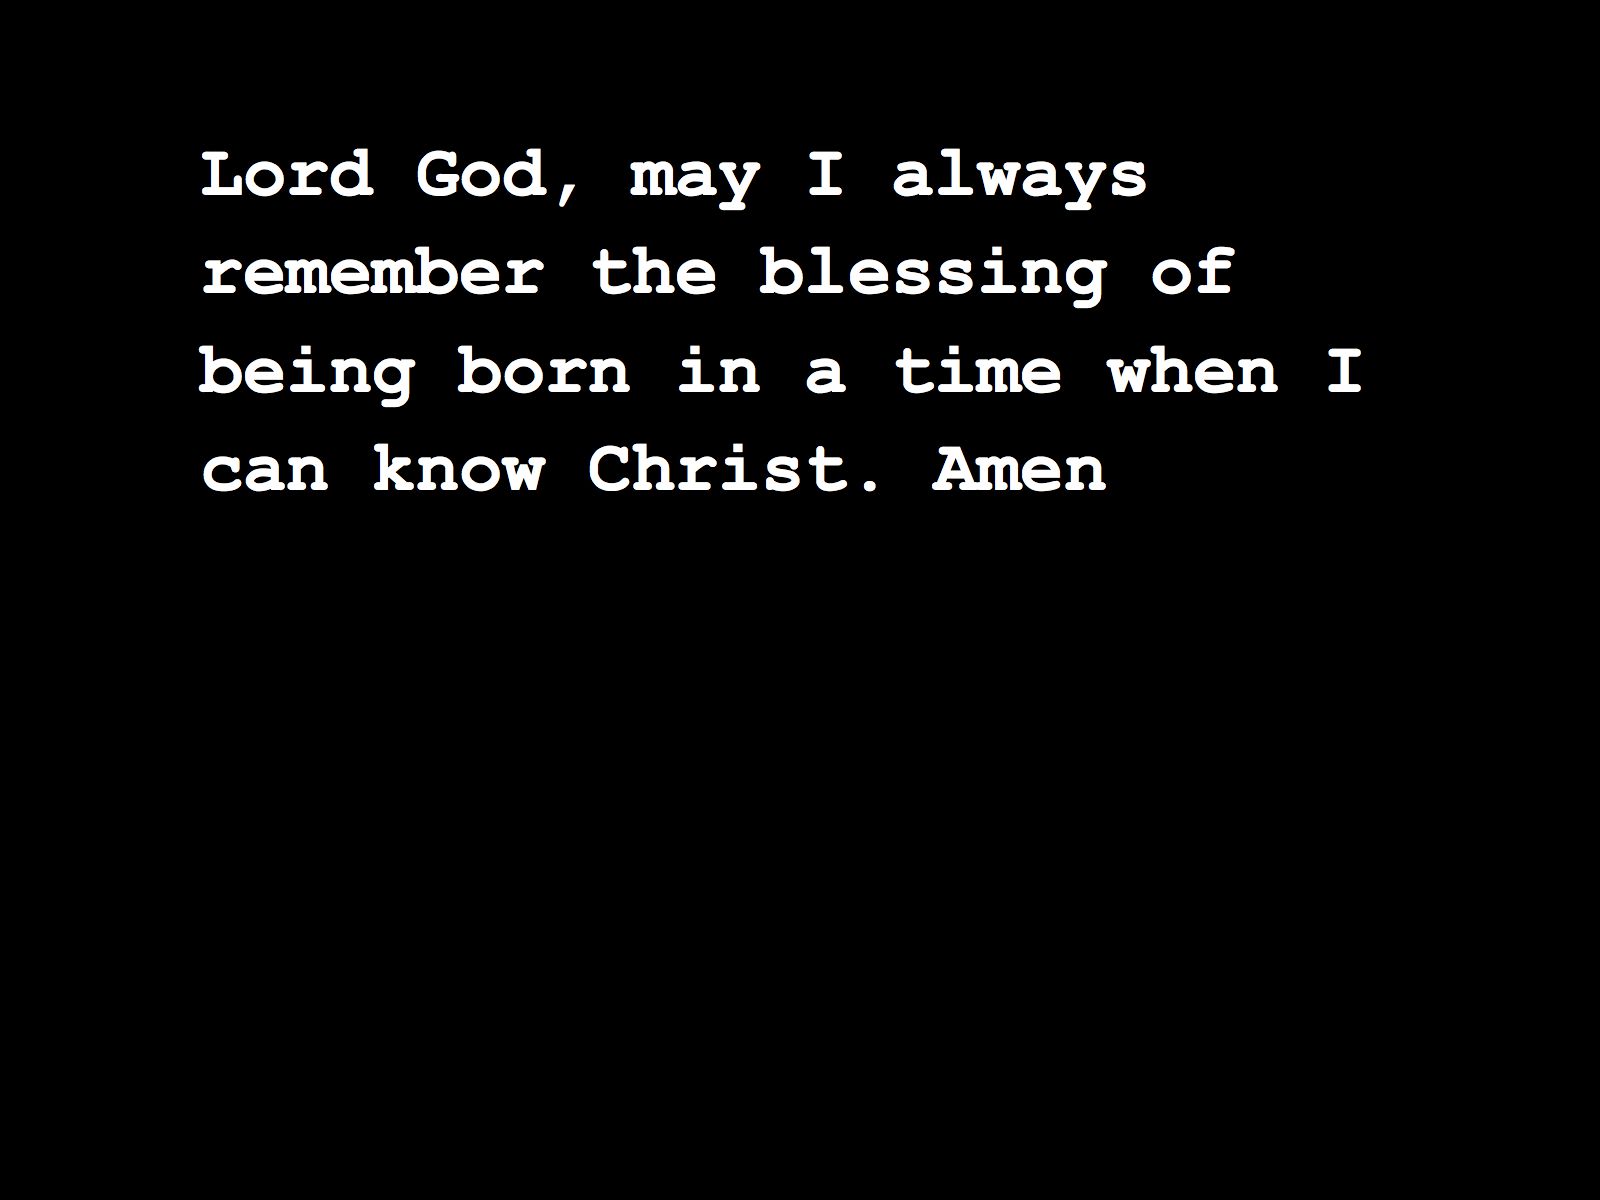 Lord God, may I always
remember the blessing of
being born in a time when I
can know Christ. Amen